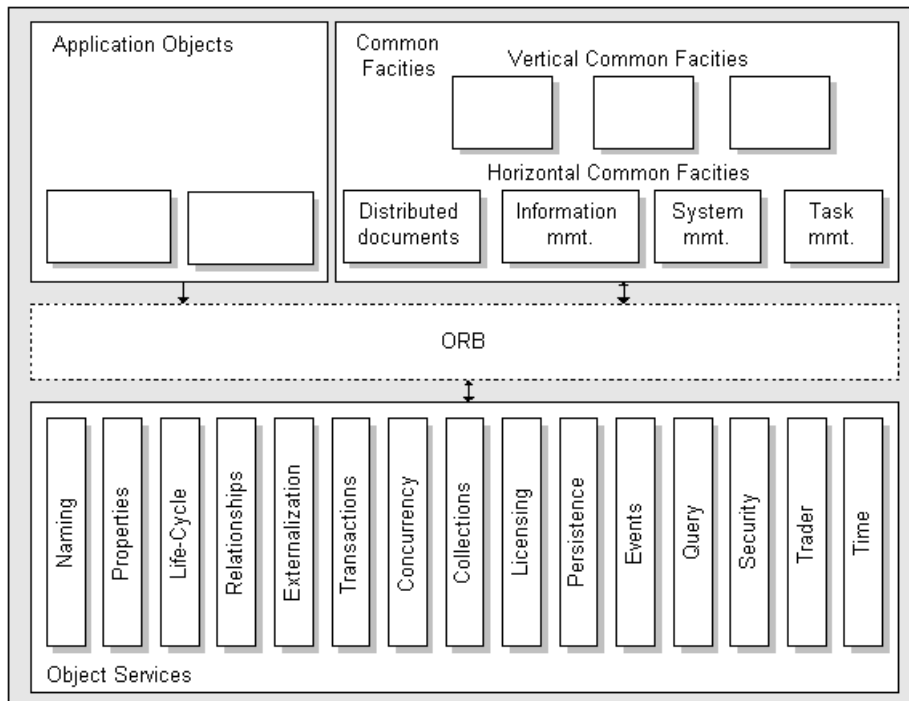 Application Objects
Common
Facities
Vertical Common Facities
Horizontal Common Facities
Distributed
documents
Information
mmt.
System
mmt.
Task
mmt.
ORB
Naming
Properties
Life-Cycle
Relationships
Externalization
Transactions
Concurrency
Collections
Licensing
Persistence
Events
Query
Security
Trader
Time
Object Services